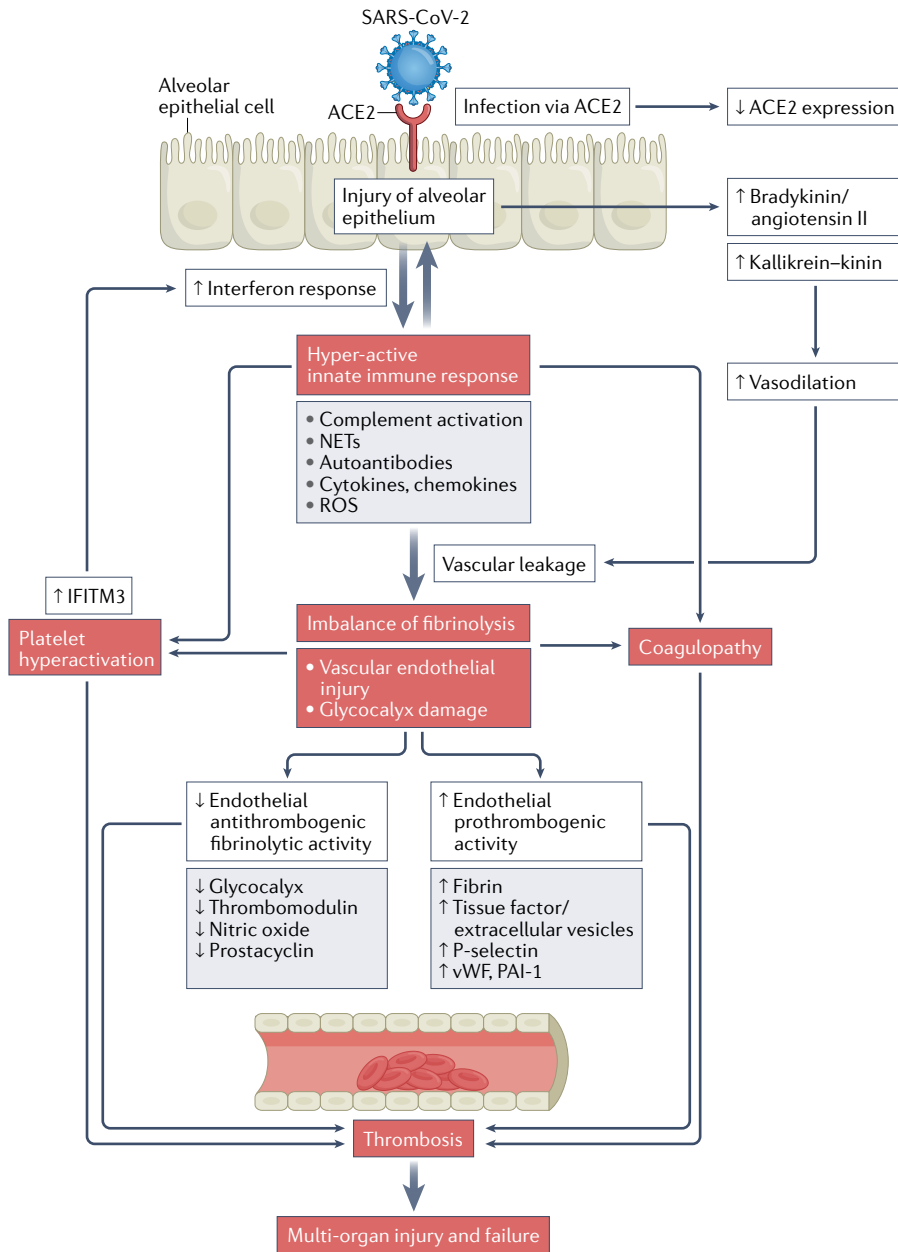 SARS-CoV-2
Alveolar
epithelial cell
ACE2
Infection via ACE2
↓ ACE2 expression
Injury of alveolar
epithelium
↑ Bradykinin/
angiotensin II
↑ Kallikrein–kinin
↑ Interferon response
Hyper-active
innate immune response
↑ Vasodilation
• Complement activation
• NETs
• Autoantibodies
• Cytokines, chemokines
• ROS
Vascular leakage
↑ IFITM3
Platelet
hyperactivation
Imbalance of fibrinolysis
• Vascular endothelial
injury
• Glycocalyx damage
Coagulopathy
↓ Endothelial
antithrombogenic
fibrinolytic activity
↓ Glycocalyx
↓ Thrombomodulin
↓ Nitric oxide
↓ Prostacyclin
↑ Endothelial
prothrombogenic
activity
↑ Fibrin
↑ Tissue factor/
extracellular vesicles
↑ P-selectin
↑ vWF, PAI-1
Thrombosis
Multi-organ injury and failure